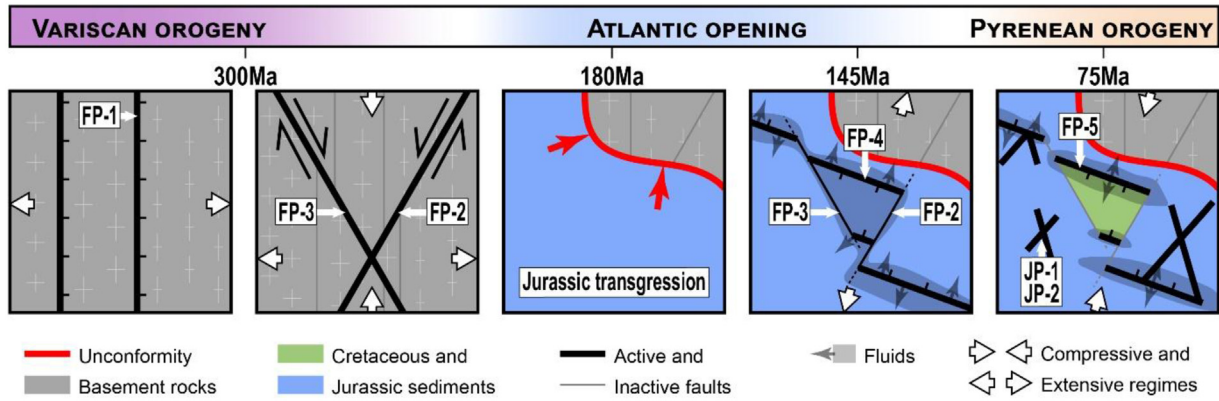 VARISCAN OROGENY
ATLANTIC OPENING
PYRENEAN OROGENY
300Ma
180Ma
145Ma
75Ma
FP-1
FP-3
FP-2
Jurassic transgression
FP-4
FP-3
FP-2
FP-5
JP-1
JP-2
Unconformity
Basement rocks
Cretaceous and
Jurassic sediments
Active and
Inactive faults
Fluids
Compressive and
Extensive regimes